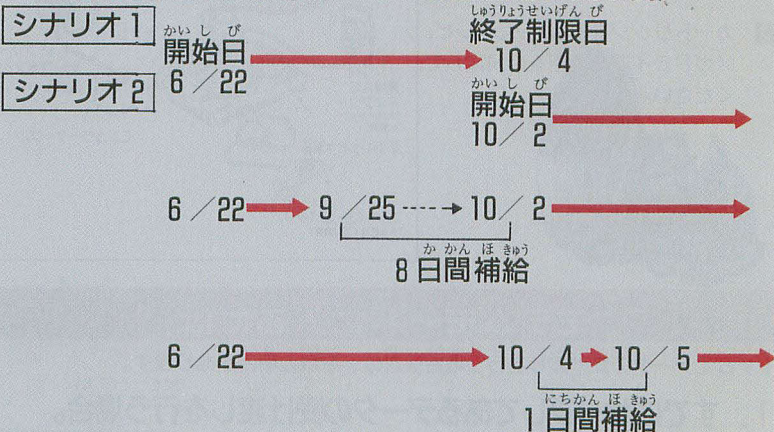 シナリオ1
かいしび
開始日
6/22
しゅうりょうせいげんび
終了制限日
10/4
シナリオ2
かいしび
開始日
10/2
6/22 9/25 10/2
かかんほきゅう
8日間補給
6/22 10/4 10/5
にちかんほきゅう
1日間補給